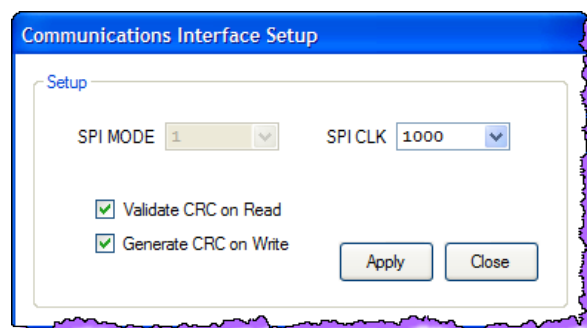 Communications Interface Setup
Setup
SPI MODE 1 SPI CLK 1000
Validate CRC on Read
Generate CRC on Write
Apply Close